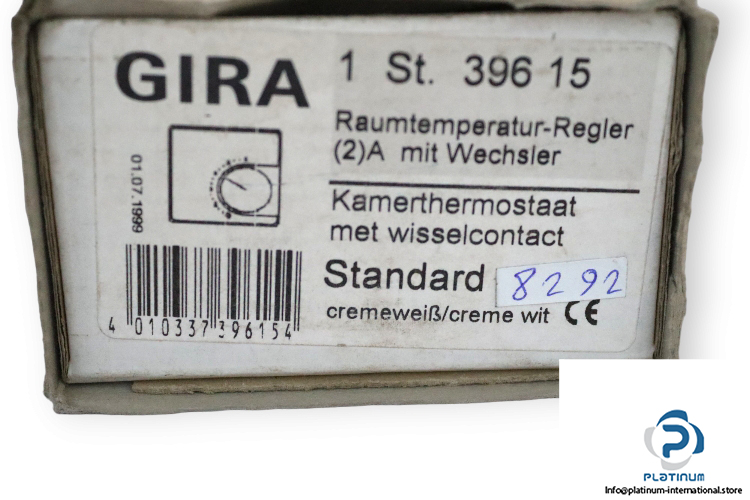 GIRA
1 St. 396 15
Raumtemperatur-Regler
(2)A mit Wechsler
01.07.1999
Kamerthermostaat
met wisselcontact
Standard 8292
cremeweiß/creme wit CE
4 010337 396154
P
PLATINUM
Info@platinum-international.store